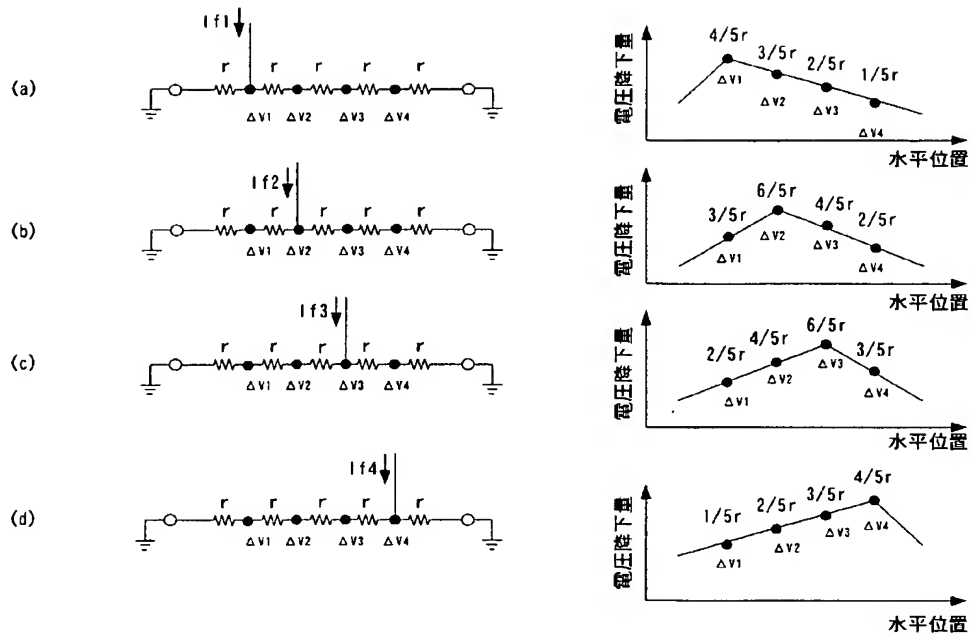 (a)
If1
r r r r r
ΔV1 ΔV2 ΔV3 ΔV4
電圧降下量
4/5r 3/5r 2/5r 1/5r
ΔV1 ΔV2 ΔV3 ΔV4
水平位置
(b)
If2
r r r r r
ΔV1 ΔV2 ΔV3 ΔV4
電圧降下量
3/5r 6/5r 4/5r 2/5r
ΔV1 ΔV2 ΔV3 ΔV4
水平位置
(c)
If3
r r r r r
ΔV1 ΔV2 ΔV3 ΔV4
電圧降下量
2/5r 4/5r 6/5r 3/5r
ΔV1 ΔV2 ΔV3 ΔV4
水平位置
(d)
If4
r r r r r
ΔV1 ΔV2 ΔV3 ΔV4
電圧降下量
1/5r 2/5r 3/5r 4/5r
ΔV1 ΔV2 ΔV3 ΔV4
水平位置